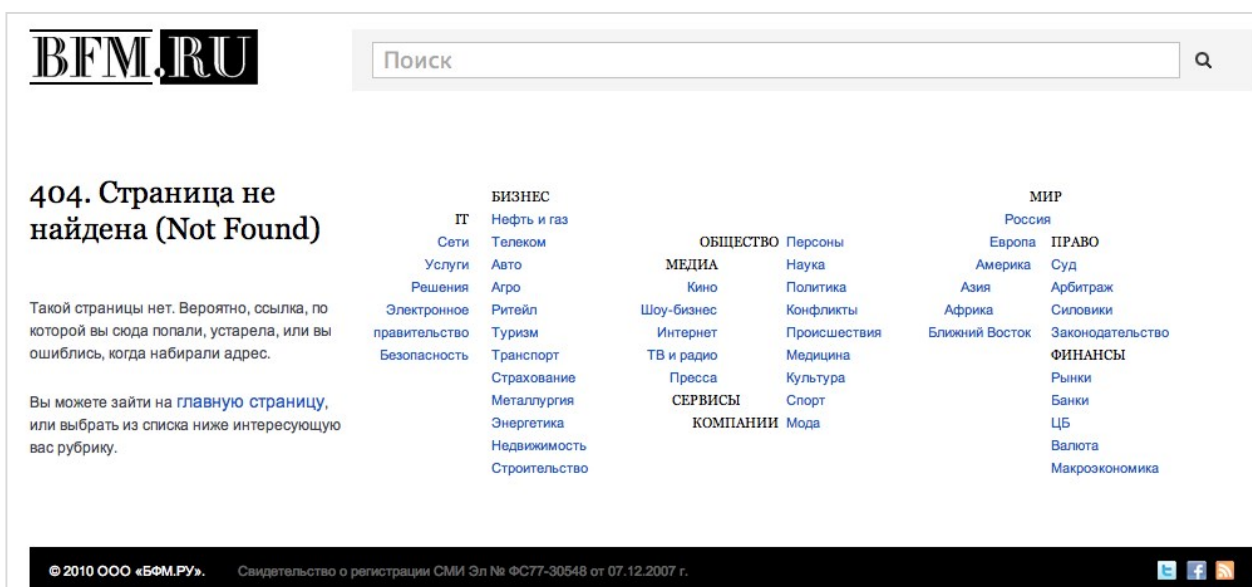 BFM.RU
Поиск
404. Страница не
найдена (Not Found)
Такой страницы нет. Вероятно, ссылка, по
которой вы сюда попали, устарела, или вы
ошиблись, когда набирали адрес.
Вы можете зайти на главную страницу,
или выбрать из списка ниже интересующую
вас рубрику.
IT
Сети
Услуги
Решения
Электронное
правительство
Безопасность
БИЗНЕС
Нефть и газ
Телеком
Авто
Агро
Ритейл
Туризм
Транспорт
Страхование
Металлургия
Энергетика
Недвижимость
Строительство
МЕДИА
Кино
Шоу-бизнес
Интернет
ТВ и радио
Пресса
СЕРВИСЫ
КОМПАНИИ
ОБЩЕСТВО
Персоны
Наука
Политика
Конфликты
Происшествия
Медицина
Культура
Спорт
Мода
МИР
Россия
Европа
Америка
Азия
Африка
Ближний Восток
ПРАВО
Суд
Арбитраж
Силовики
Законодательство
ФИНАНСЫ
Рынки
Банки
ЦБ
Валюта
Макроэкономика
© 2010 ООО «БФМ.РУ». Свидетельство о регистрации СМИ Эл № ФС77-30548 от 07.12.2007 г.